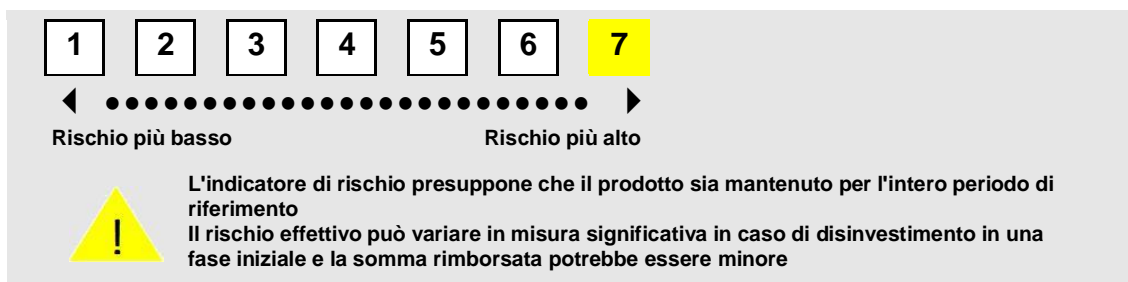 1 2 3 4 5 6 7
Rischio più basso Rischio più alto
L'indicatore di rischio presuppone che il prodotto sia mantenuto per l'intero periodo di
riferimento
Il rischio effettivo può variare in misura significativa in caso di disinvestimento in una
fase iniziale e la somma rimborsata potrebbe essere minore
!